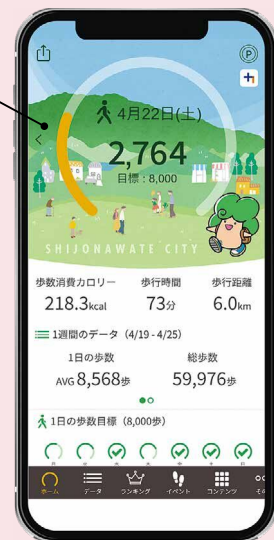 4月22日(土)
2,764
目標：8,000
SHIJONAWATE CITY
歩数消費カロリー 歩行時間 歩行距離
218.3kcal 73分 6.0km
1週間のデータ (4/19 - 4/25)
1日の歩数 総歩数
AVG 8,568歩 59,976歩
1日の歩数目標（8,000歩）
ホーム データ ランキング イベント コンテンツ その